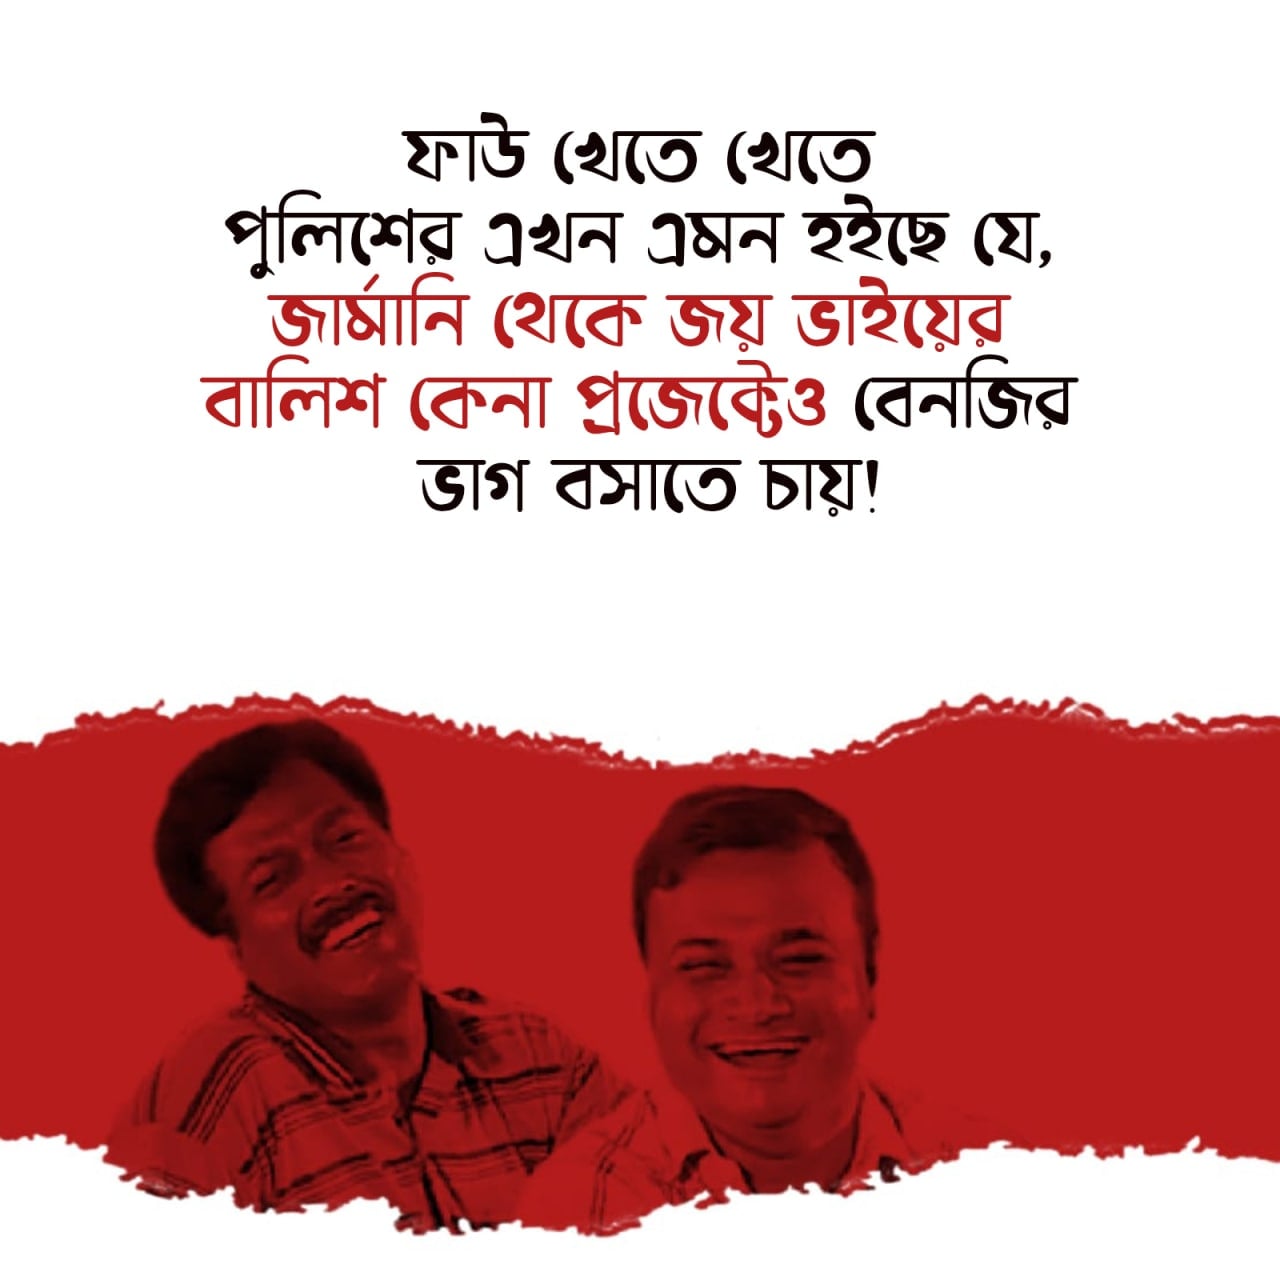 ফাউ খেতে খেতে
পুলিশের এখন এমন হইছে যে,
জার্মানি থেকে জয় ভাইয়ের
বালিশ কেনা প্রজেক্টেও বেনজির
ভাগ বসাতে চায়!